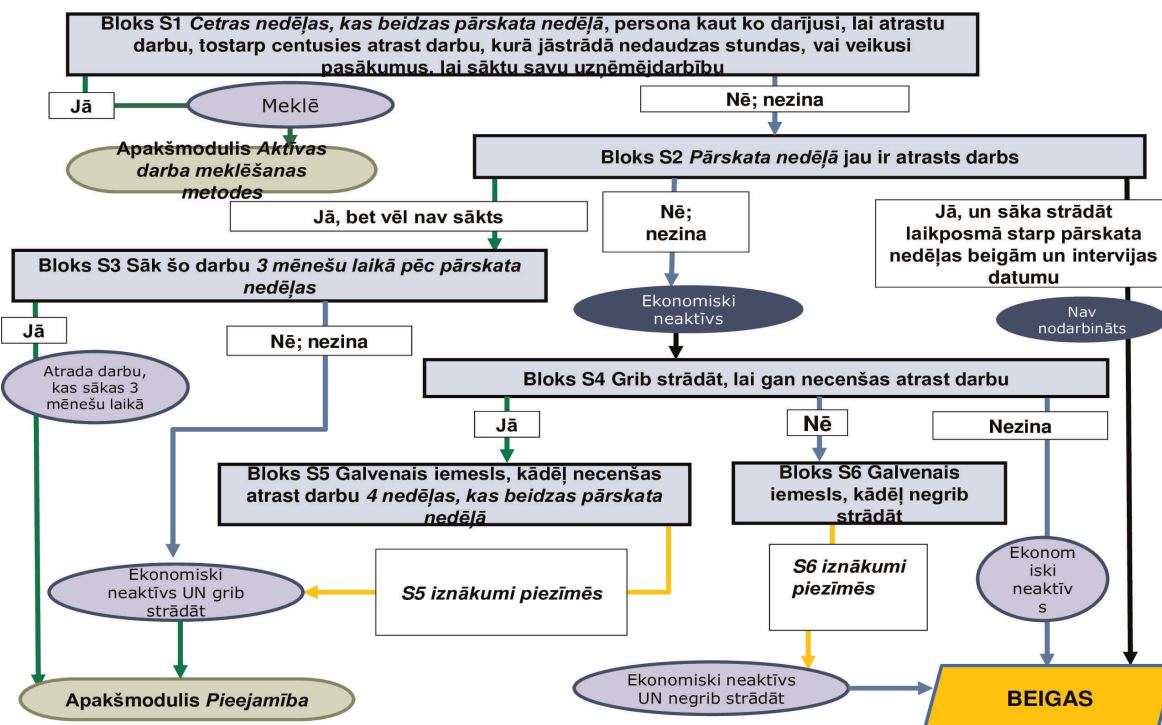 Bloks S1 Četras nedēļas, kas beidzas pārskata nedēļā, persona kaut ko darījusi, lai atrastu
darbu, tostarp centusies atrast darbu, kurā jāstrādā nedaudzas stundas, vai veikusi
pasākumus, lai sāktu savu uzņēmējdarbību
Jā
Meklē
Nē; nezina
Apakšmodulis Aktīvas
darba meklēšanas
metodes
Bloks S2 Pārskata nedēļā jau ir atrasts darbs
Jā, bet vēl nav sākts
Nē;
nezina
Jā, un sāka strādāt
laikposmā starp pārskata
nedēļas beigām un intervijas
datumu
Bloks S3 Sāk šo darbu 3 mēnešu laikā pēc pārskata
nedēļas
Ekonomiski
neaktīvs
Nav
nodarbināts
Jā
Nē; nezina
Atrada darbu,
kas sākas 3
mēnešu laikā
Bloks S4 Grib strādāt, lai gan necenšas atrast darbu
Jā
Nē
Nezina
Bloks S5 Galvenais iemesls, kādēļ necenšas
atrast darbu 4 nedēļas, kas beidzas pārskata
nedēļā
Bloks S6 Galvenais
iemesls, kādēļ negrib
strādāt
Ekonomiski
neaktīvs UN grib
strādāt
S5 iznākumi piezīmēs
S6 iznākumi
piezīmēs
Ekonom
iski
neaktīv
s
Apakšmodulis Pieejamība
Ekonomiski neaktīvs
UN negrib strādāt
BEIGAS